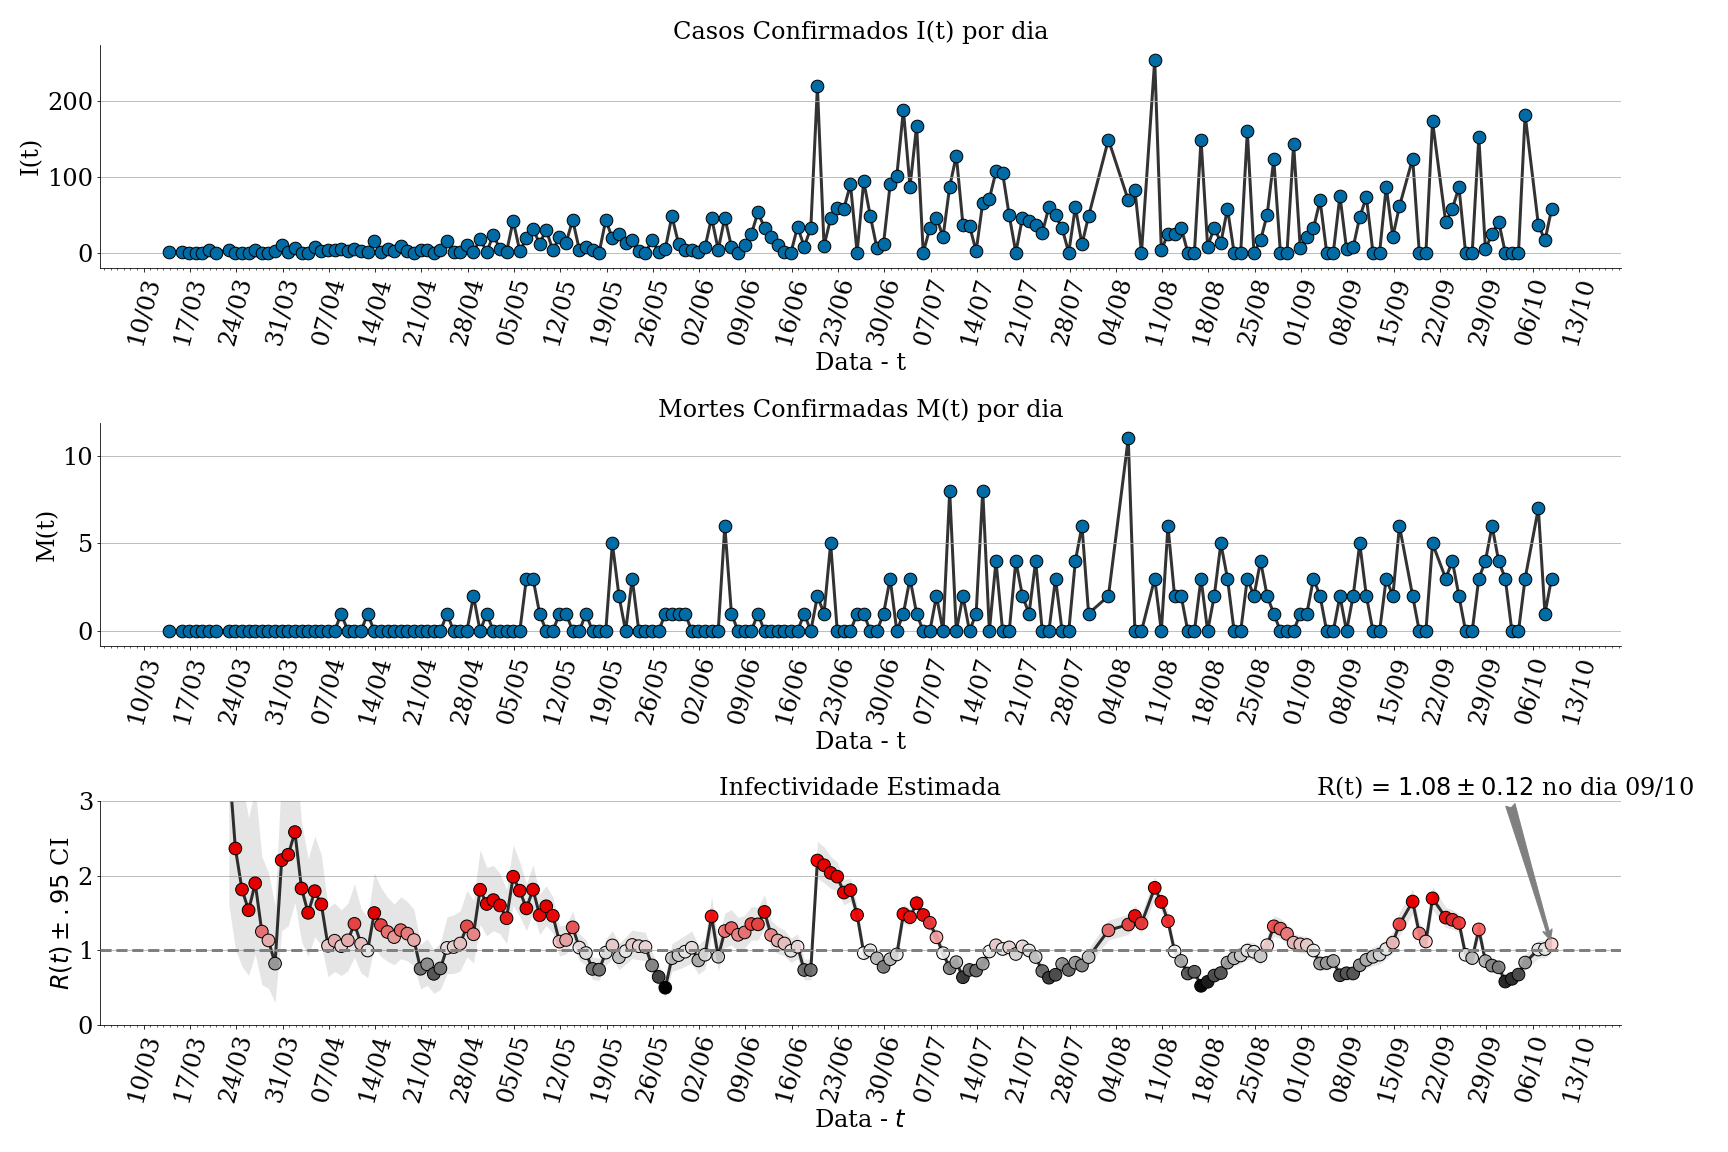 Casos Confirmados I(t) por dia
I(t)
200
100
0
10/03 17/03 24/03 31/03 07/04 14/04 21/04 28/04 05/05 12/05 19/05 26/05 02/06 09/06 16/06 23/06 30/06 07/07 14/07 21/07 28/07 04/08 11/08 18/08 25/08 01/09 08/09 15/09 22/09 29/09 06/10 13/10
Data - t
Mortes Confirmadas M(t) por dia
M(t)
10
5
0
10/03 17/03 24/03 31/03 07/04 14/04 21/04 28/04 05/05 12/05 19/05 26/05 02/06 09/06 16/06 23/06 30/06 07/07 14/07 21/07 28/07 04/08 11/08 18/08 25/08 01/09 08/09 15/09 22/09 29/09 06/10 13/10
Data - t
Infectividade Estimada
R(t) = 1.08 ± 0.12 no dia 09/10
R(t) ± .95 CI
3
2
1
0
10/03 17/03 24/03 31/03 07/04 14/04 21/04 28/04 05/05 12/05 19/05 26/05 02/06 09/06 16/06 23/06 30/06 07/07 14/07 21/07 28/07 04/08 11/08 18/08 25/08 01/09 08/09 15/09 22/09 29/09 06/10 13/10
Data - t